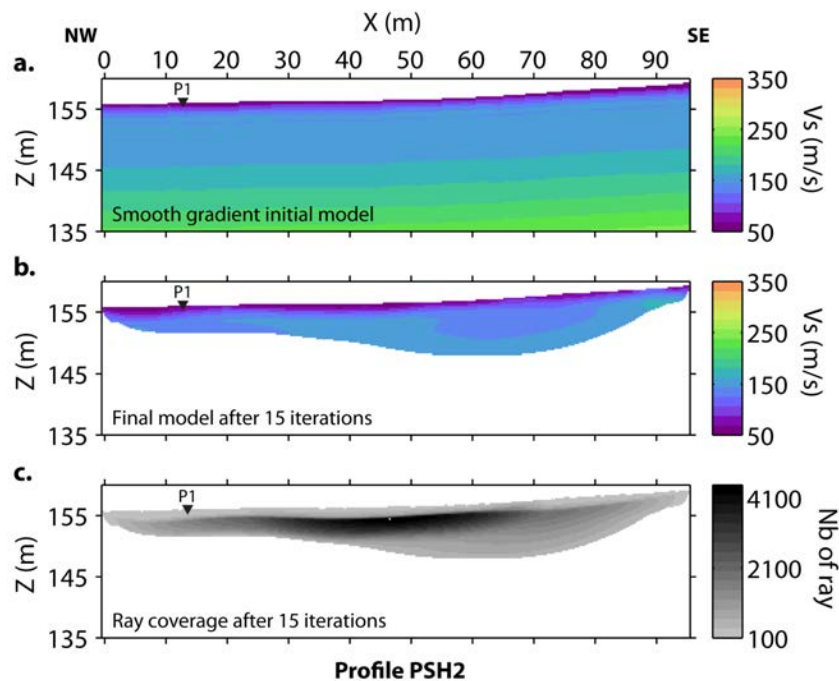 X (m)
NW SE
0 10 20 30 40 50 60 70 80 90
a.
P1
155
145
135
Z (m)
Smooth gradient initial model
350
250
150
50
Vs (m/s)
b.
P1
155
145
135
Z (m)
Final model after 15 iterations
350
250
150
50
Vs (m/s)
c.
P1
155
145
135
Z (m)
Ray coverage after 15 iterations
4100
2100
100
Nb of ray
Profile PSH2